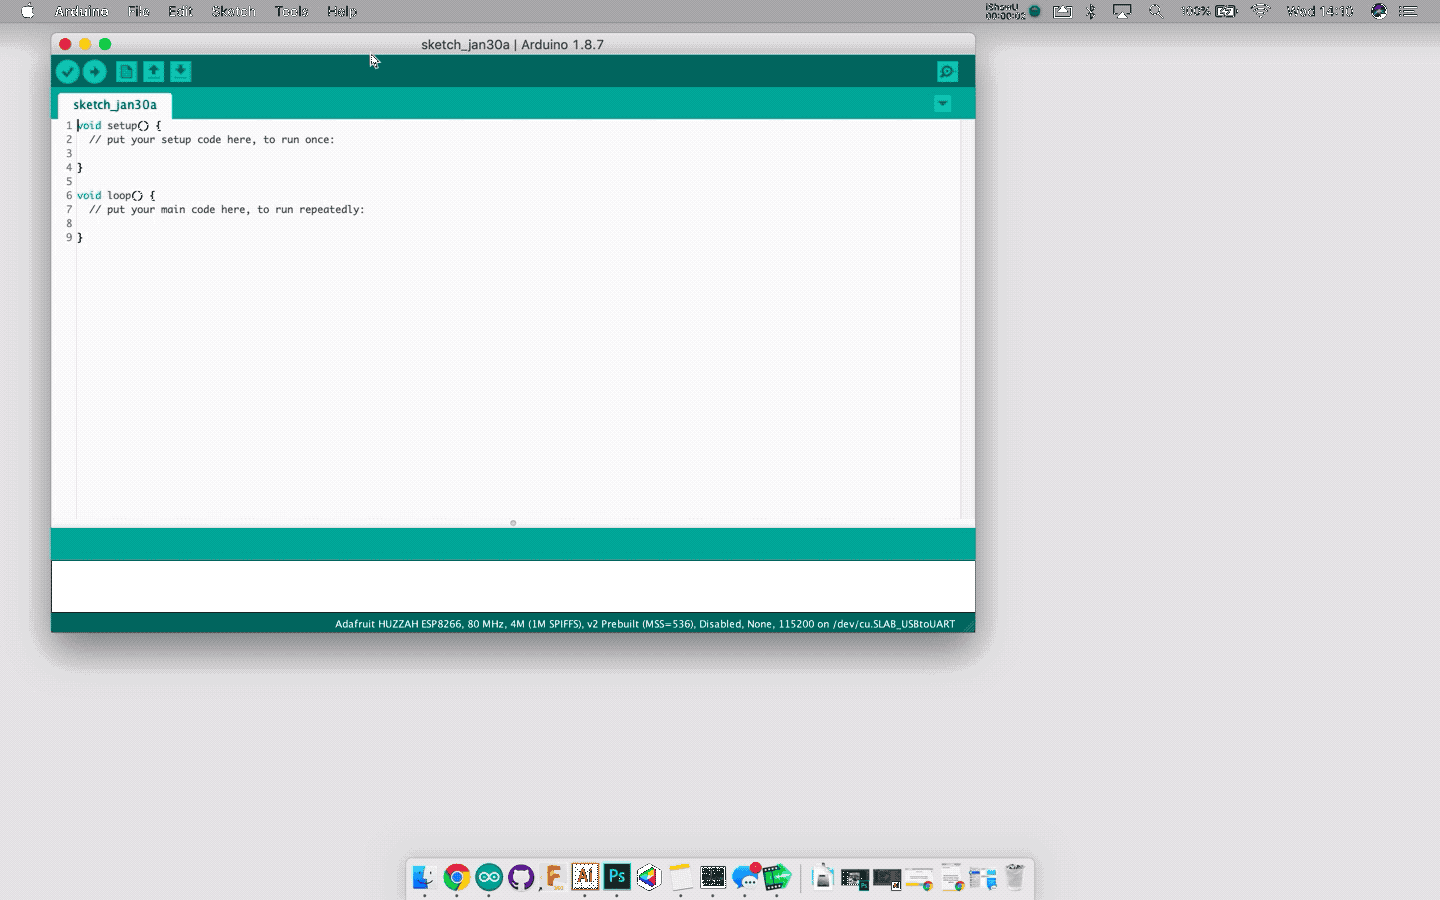 Arduino File Edit Sketch Tools Help 100% Wed 14:10
sketch_jan30a | Arduino 1.8.7
sketch_jan30a
1 void setup() {
2 // put your setup code here, to run once:
3
4 }
5
6 void loop() {
7 // put your main code here, to run repeatedly:
8
9 }
Adafruit HUZZAH ESP8266, 80 MHz, 4M (1M SPIFFS), v2 Prebuilt (MSS=536), Disabled, None, 115200 on /dev/cu.SLAB_USBtoUART
F Ai Ps